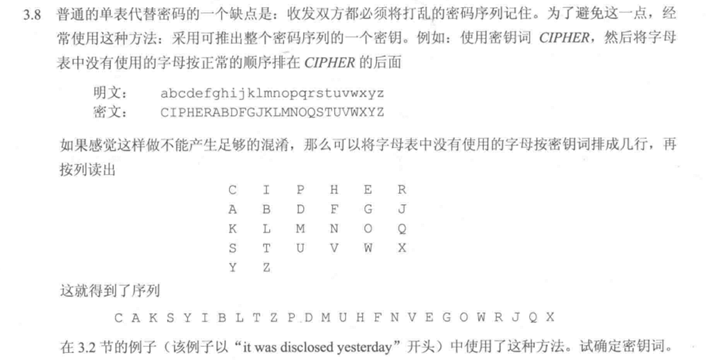 3.8 普通的单表代替密码的一个缺点是：收发双方都必须将打乱的密码序列记住。为了避免这一点，经
常使用这种方法：采用可推出整个密码序列的一个密钥。例如：使用密钥词 CIPHER，然后将字母
表中没有使用的字母按正常的顺序排在 CIPHER 的后面
明文： abcdefghijklmnopqrstuvwxyz
密文： CIPHERABDFGJKLMNOQSTUVWXYZ
如果感觉这样做不能产生足够的混淆，那么可以将字母表中没有使用的字母按密钥词排成几行，再
按列读出
C I P H E R
A B D F G J
K L M N O Q
S T U V W X
Y Z
这就得到了序列
C A K S Y I B L T Z P D M U H F N V E G O W R J Q X
在 3.2 节的例子（该例子以“it was disclosed yesterday”开头）中使用了这种方法。试确定密钥词。